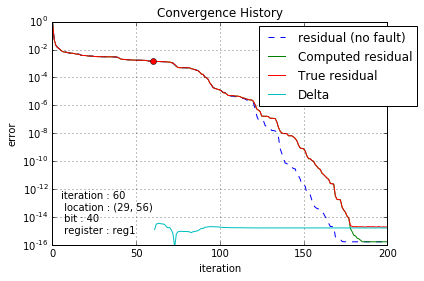 Convergence History
10^0
10^-2
10^-4
10^-6
10^-8
10^-10
10^-12
10^-14
10^-16
error
residual (no fault)
Computed residual
True residual
Delta
iteration : 60
location : (29, 56)
bit : 40
register : reg1
0 50 100 150 200
iteration